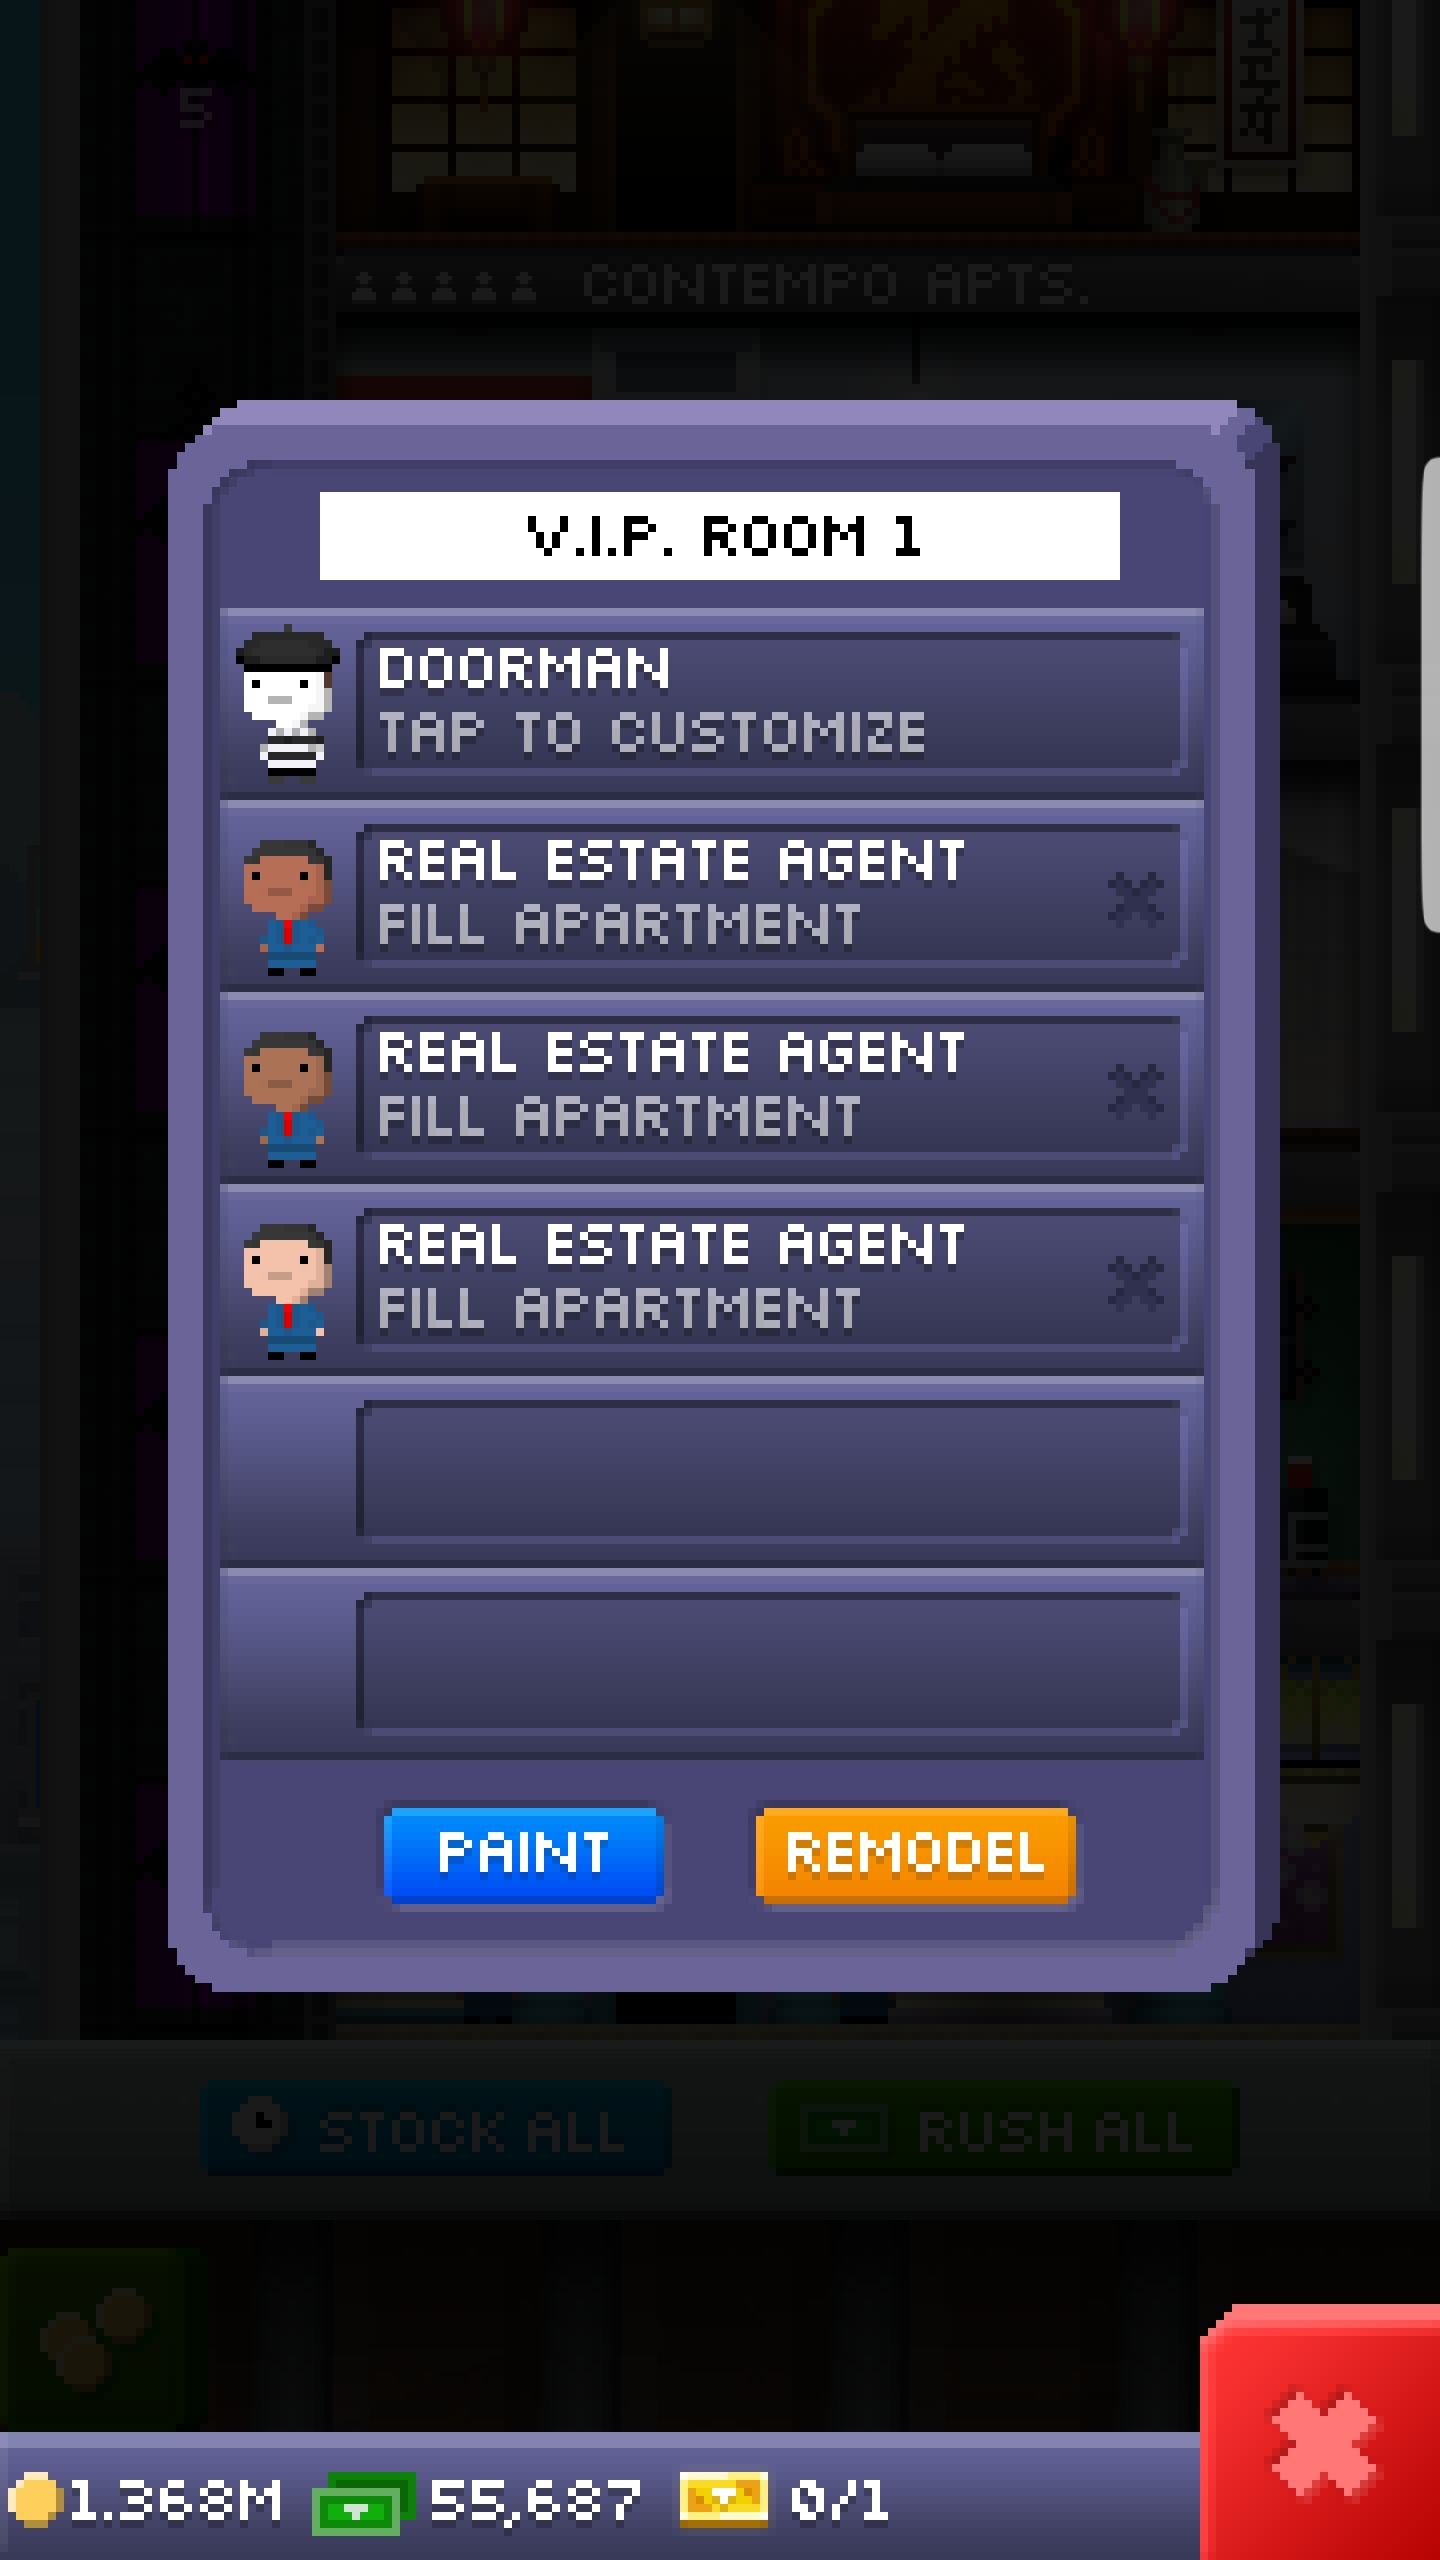 5
CONTEMPO APTS.
V.I.P. ROOM 1
DOORMAN
TAP TO CUSTOMIZE
REAL ESTATE AGENT
FILL APARTMENT
REAL ESTATE AGENT
FILL APARTMENT
REAL ESTATE AGENT
FILL APARTMENT
PAINT
REMODEL
STOCK ALL
RUSH ALL
1.368M
55,687
0/1